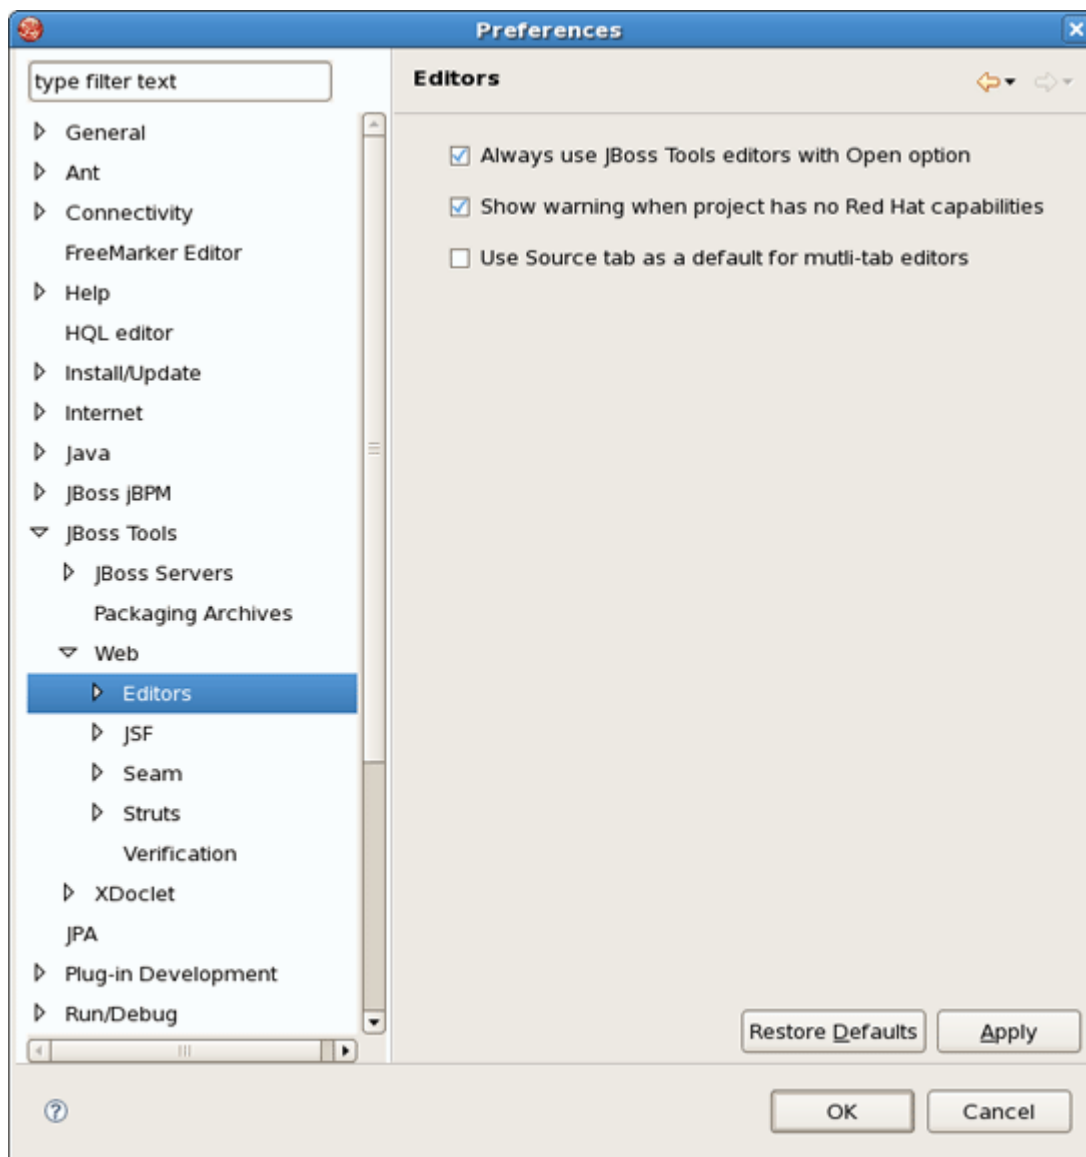 Preferences
type filter text
General
Ant
Connectivity
FreeMarker Editor
Help
HQL editor
Install/Update
Internet
Java
JBoss jBPM
JBoss Tools
JBoss Servers
Packaging Archives
Web
Editors
JSF
Seam
Struts
Verification
XDoclet
JPA
Plug-in Development
Run/Debug
Editors
Always use JBoss Tools editors with Open option
Show warning when project has no Red Hat capabilities
Use Source tab as a default for mutli-tab editors
Restore Defaults
Apply
?
OK
Cancel